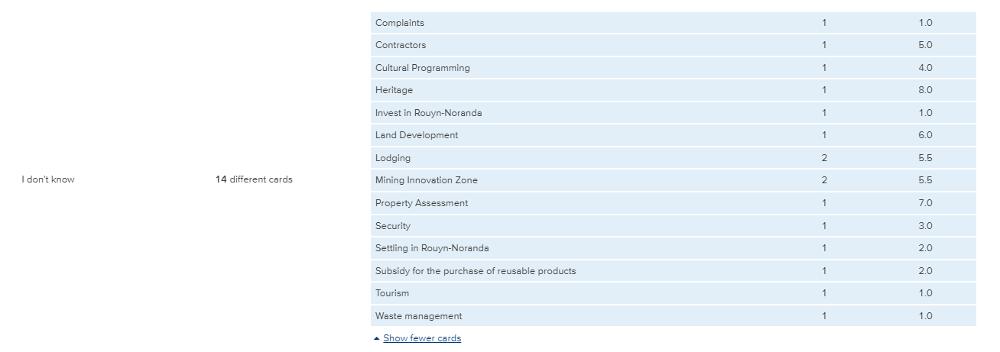 Complaints 1 1.0
Contractors 1 5.0
Cultural Programming 1 4.0
Heritage 1 8.0
Invest in Rouyn-Noranda 1 1.0
Land Development 1 6.0
Lodging 2 5.5
I don't know 14 different cards Mining Innovation Zone 2 5.5
Property Assessment 1 7.0
Security 1 3.0
Settling in Rouyn-Noranda 1 2.0
Subsidy for the purchase of reusable products 1 2.0
Tourism 1 1.0
Waste management 1 1.0
Show fewer cards